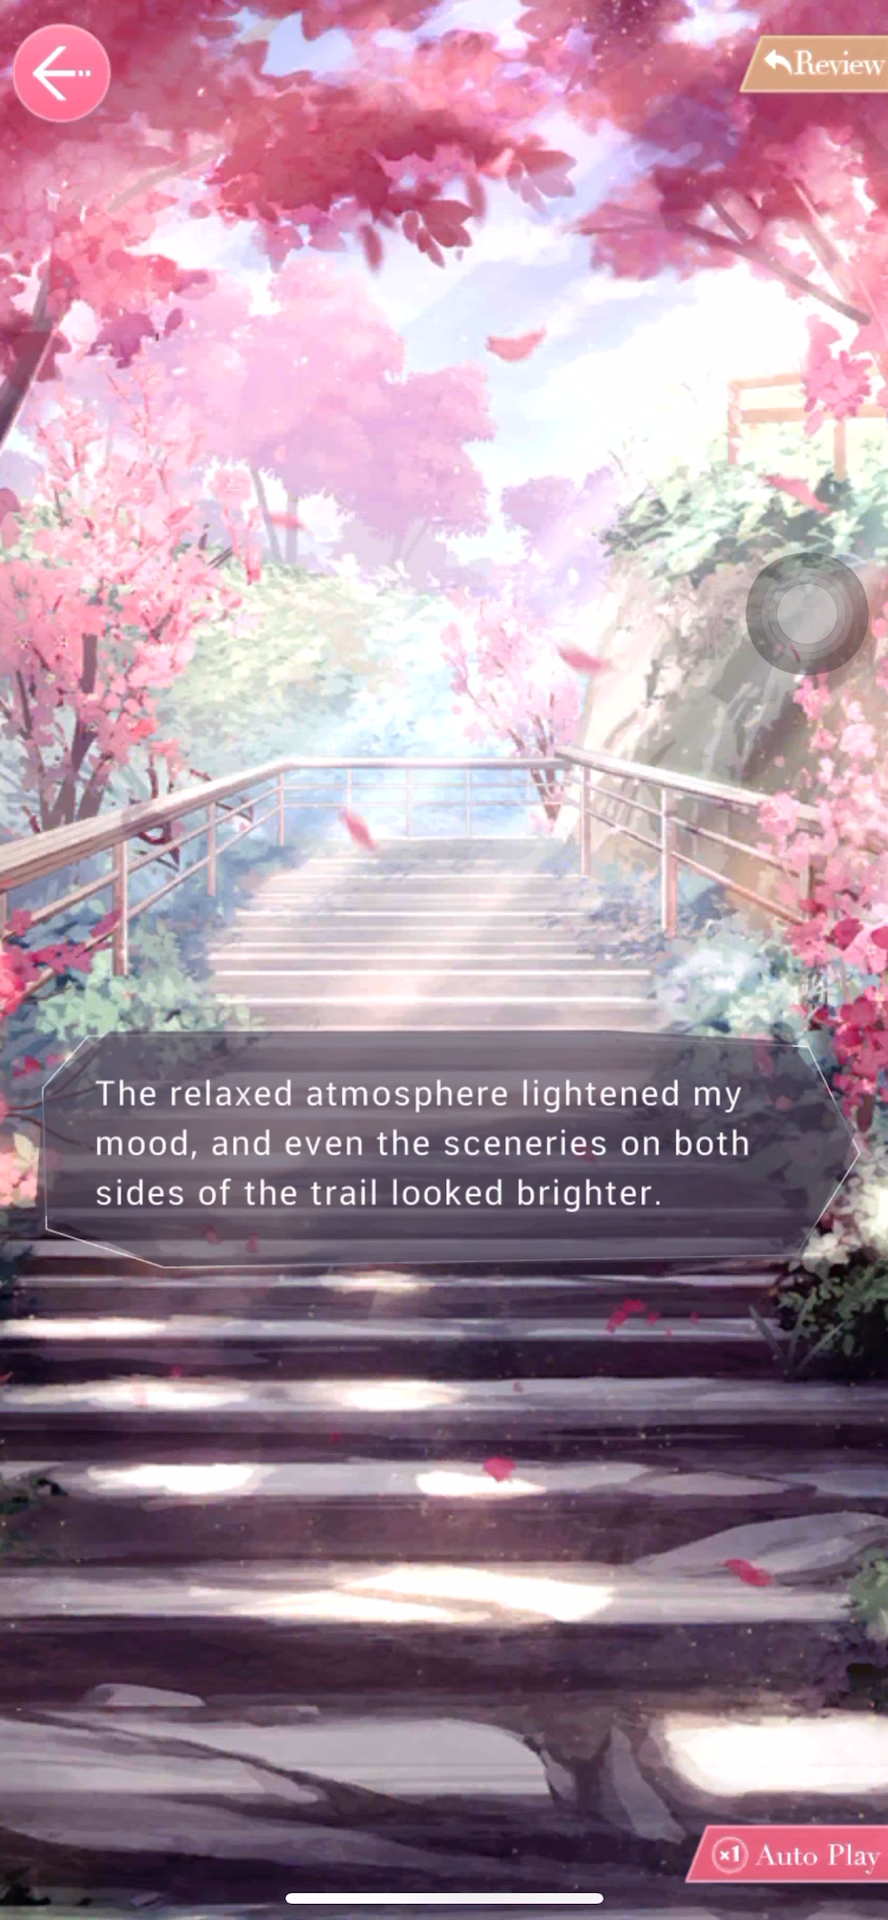 Review
The relaxed atmosphere lightened my
mood, and even the sceneries on both
sides of the trail looked brighter.
×1 Auto Play